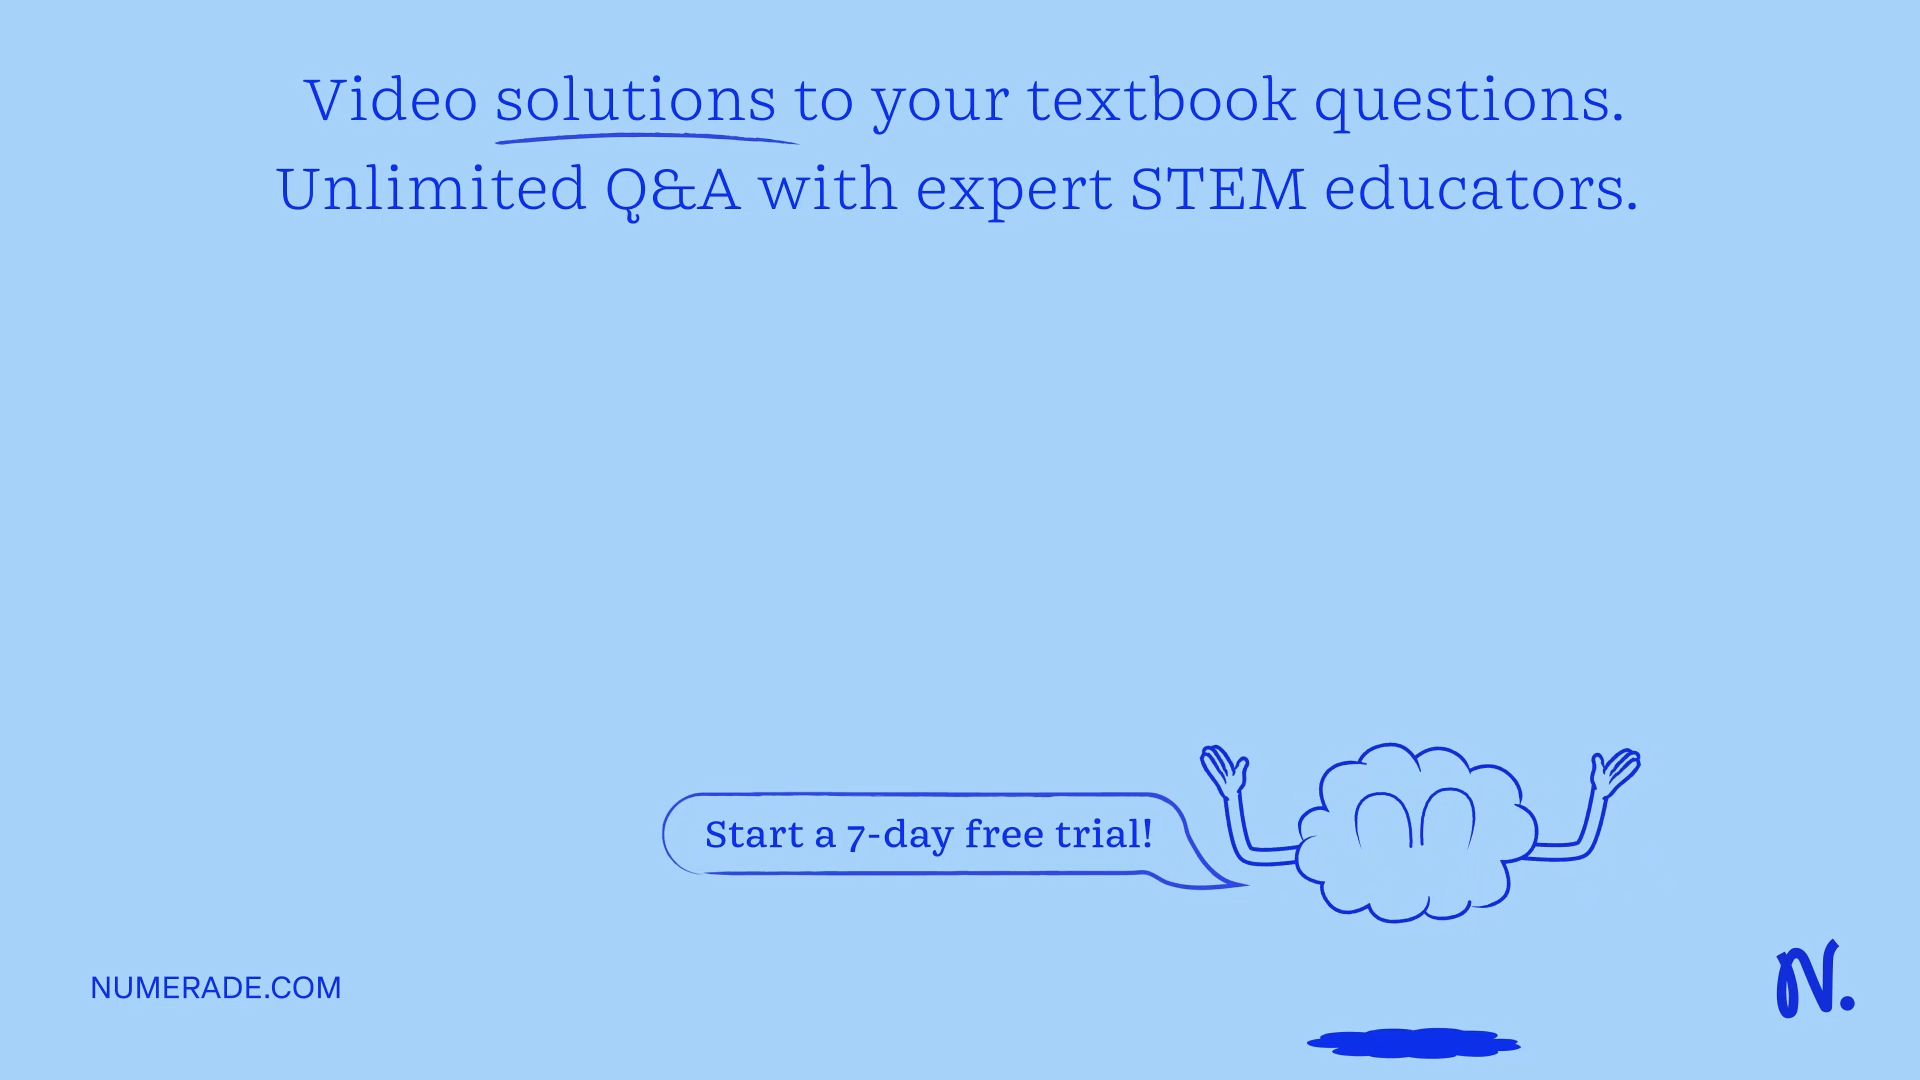 Video solutions to your textbook questions.
Unlimited Q&A with expert STEM educators.
Start a 7-day free trial!
NUMERADE.COM
N.